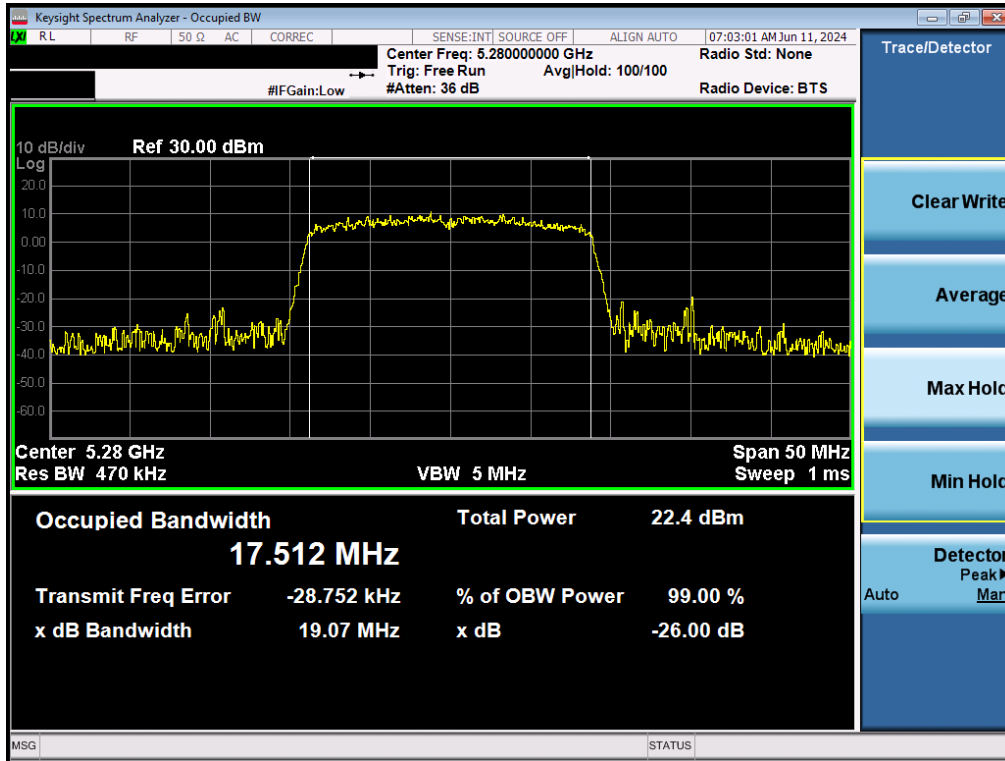 Keysight Spectrum Analyzer - Occupied BW
LXI RL RF 50 Ω AC CORREC SENSE:INT SOURCE OFF ALIGN AUTO 07:03:01 AM Jun 11, 2024
Center Freq: 5.280000000 GHz Radio Std: None
Trig: Free Run Avg|Hold: 100/100
#IFGain:Low #Atten: 36 dB Radio Device: BTS
10 dB/div Ref 30.00 dBm
Log
20.0
10.0
0.00
-10.0
-20.0
-30.0
-40.0
-50.0
-60.0
Center 5.28 GHz Span 50 MHz
Res BW 470 kHz VBW 5 MHz Sweep 1 ms
Occupied Bandwidth Total Power 22.4 dBm
17.512 MHz
Transmit Freq Error -28.752 kHz % of OBW Power 99.00 %
x dB Bandwidth 19.07 MHz x dB -26.00 dB
MSG STATUS
Trace/Detector
Clear Write
Average
Max Hold
Min Hold
Detector
Peak
Auto Man